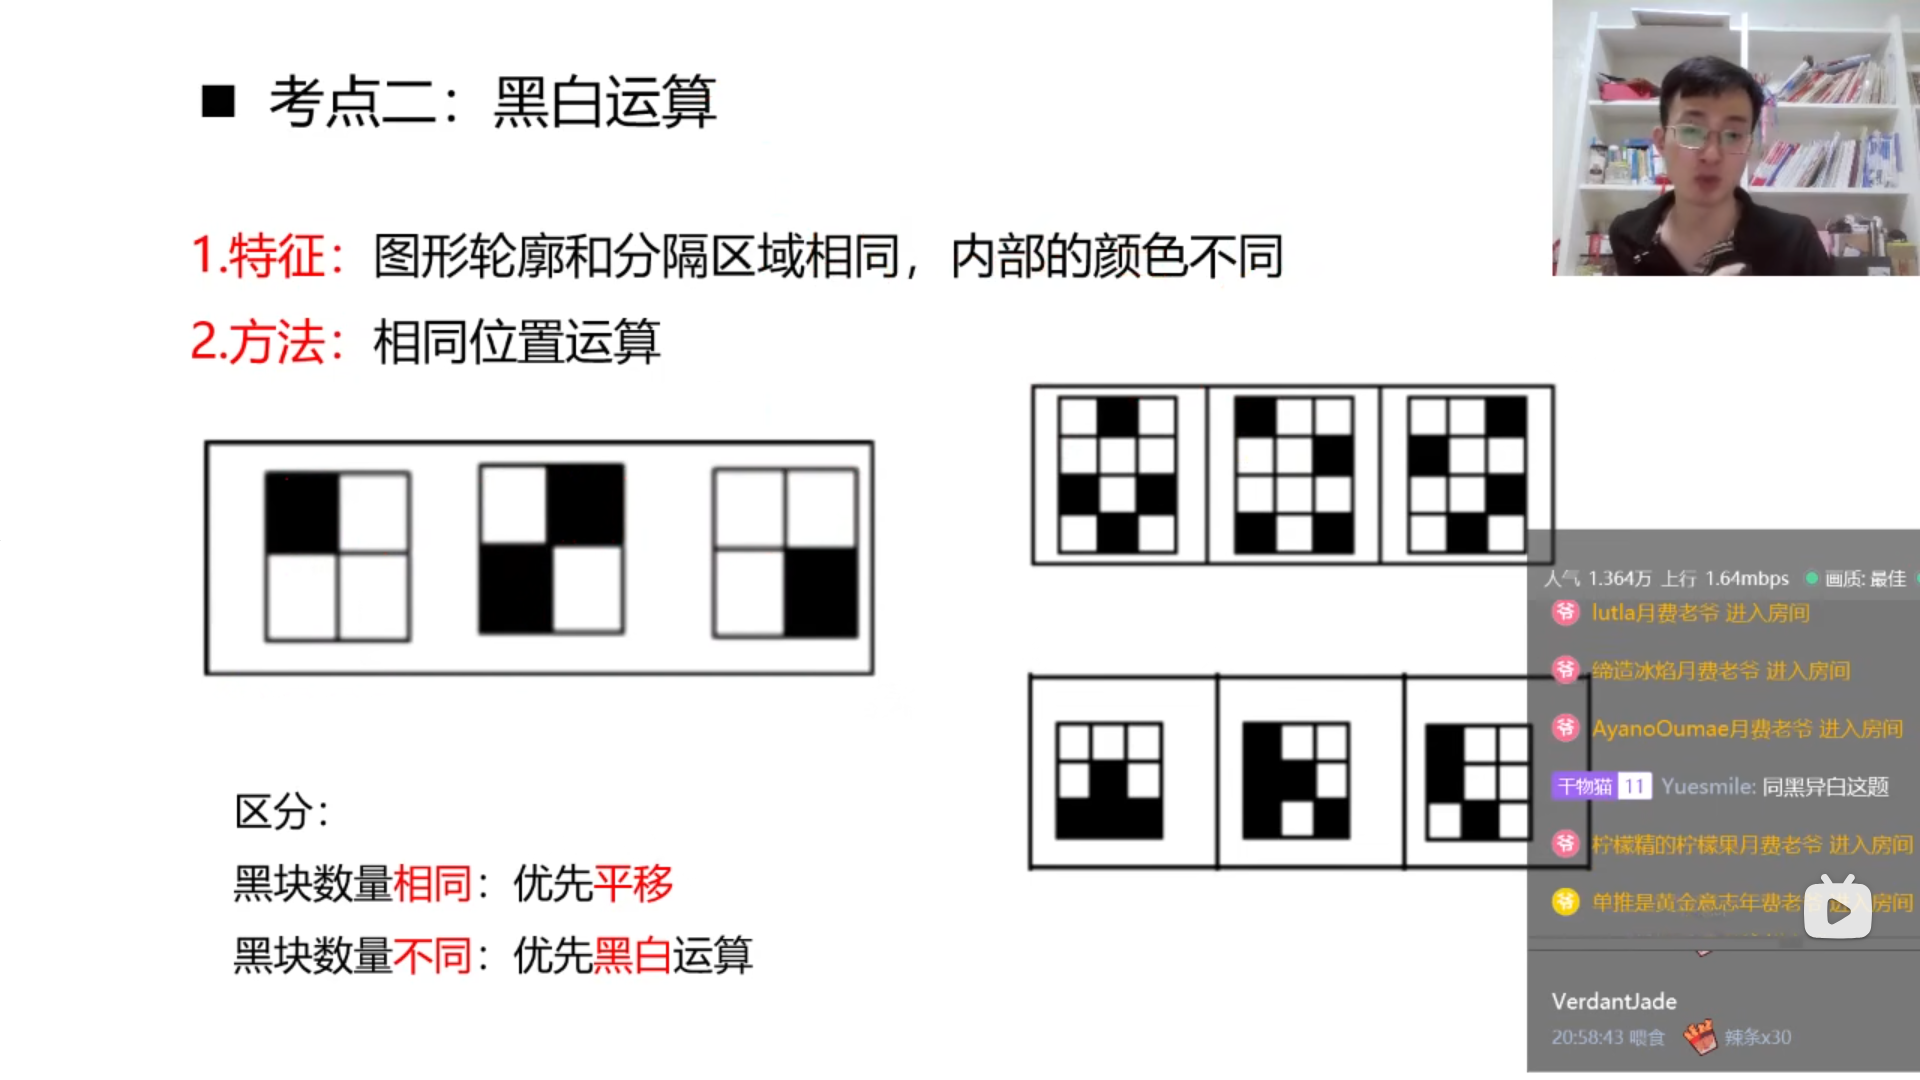 ■ 考点二：黑白运算
1.特征：图形轮廓和分隔区域相同，内部的颜色不同
2.方法：相同位置运算
区分：
黑块数量相同：优先平移
黑块数量不同：优先黑白运算
人气 1.364万 上行 1.64mbps 画质: 最佳
爷 lutla月费老爷 进入房间
爷 缔造冰焰月费老爷 进入房间
爷 AyanoOumae月费老爷 进入房间
干物猫 11 Yuesmile: 同黑异白这题
爷 柠檬精的柠檬果月费老爷 进入房间
爷 单推是黄金意志年费老爷 进入房间
VerdantJade
20:58:43 喂食 辣条x30